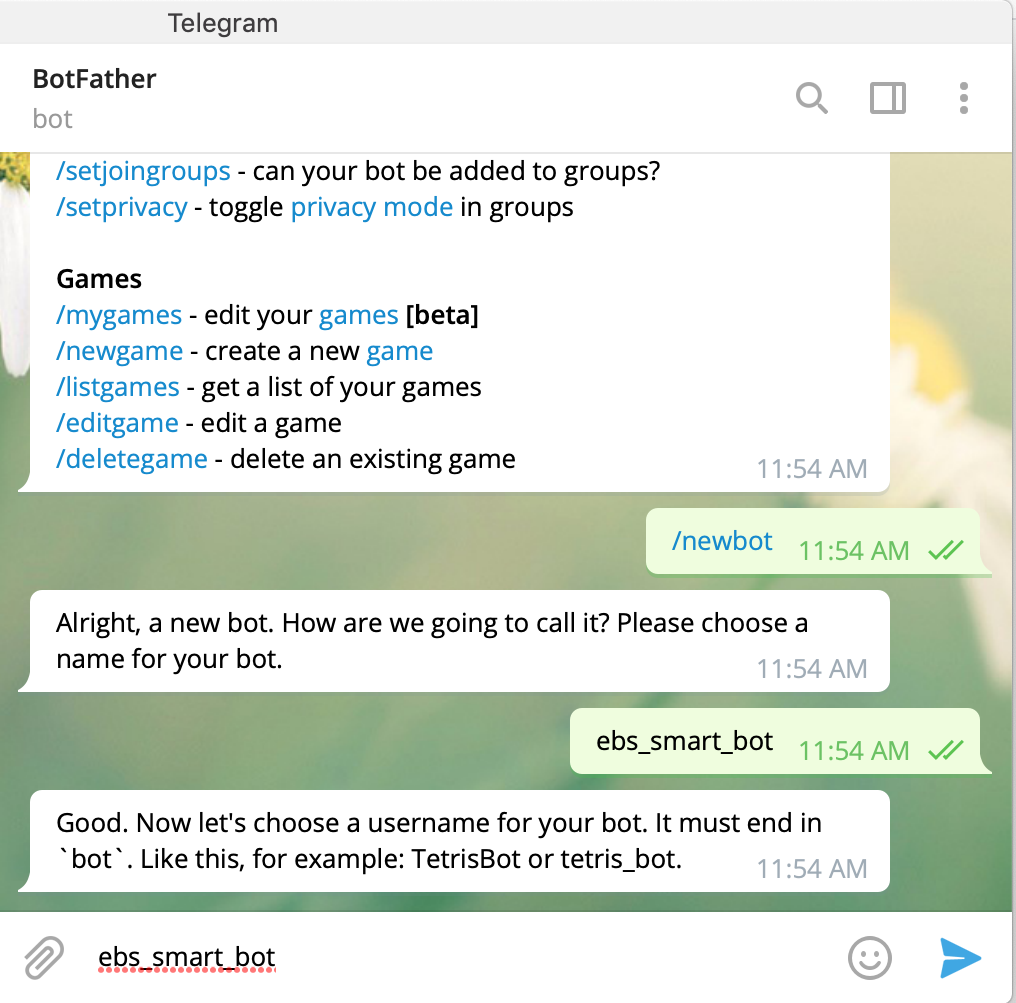 Telegram
BotFather
bot
/setjoingroups - can your bot be added to groups?
/setprivacy - toggle privacy mode in groups
Games
/mygames - edit your games [beta]
/newgame - create a new game
/listgames - get a list of your games
/editgame - edit a game
/deletegame - delete an existing game
11:54 AM
/newbot 11:54 AM
Alright, a new bot. How are we going to call it? Please choose a
name for your bot.
11:54 AM
ebs_smart_bot 11:54 AM
Good. Now let's choose a username for your bot. It must end in
`bot`. Like this, for example: TetrisBot or tetris_bot.
11:54 AM
ebs_smart_bot